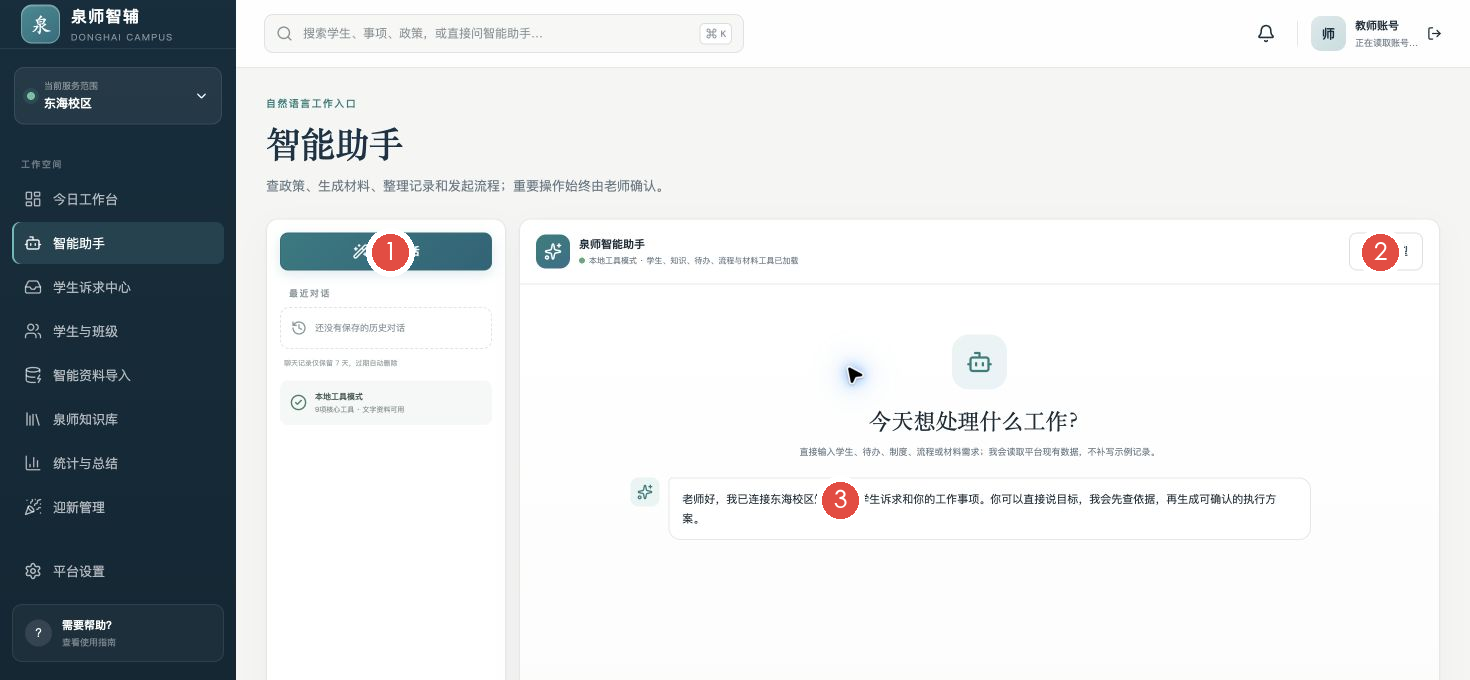 泉
泉师智辅
DONGHAI CAMPUS
搜索学生、事项、政策，或直接问智能助手...
⌘ K
师
教师账号
正在读取账号...
当前服务范围
东海校区
工作空间
今日工作台
智能助手
学生诉求中心
学生与班级
智能资料导入
泉师知识库
统计与总结
迎新管理
平台设置
?
需要帮助?
查看使用指南
自然语言工作入口
智能助手
查政策、生成材料、整理记录和发起流程；重要操作始终由老师确认。
1
最近对话
还没有保存的历史对话
聊天记录仅保留 7 天，过期自动删除
本地工具模式
9项核心工具 · 文字资料可用
泉师智能助手
本地工具模式 · 学生、知识、待办、流程与材料工具已加载
2
今天想处理什么工作?
直接输入学生、待办、制度、流程或材料需求；我会读取平台现有数据，不补写示例记录。
老师好，我已连接东海校区 3 学生诉求和你的工作事项。你可以直接说目标，我会先查依据，再生成可确认的执行方
案。